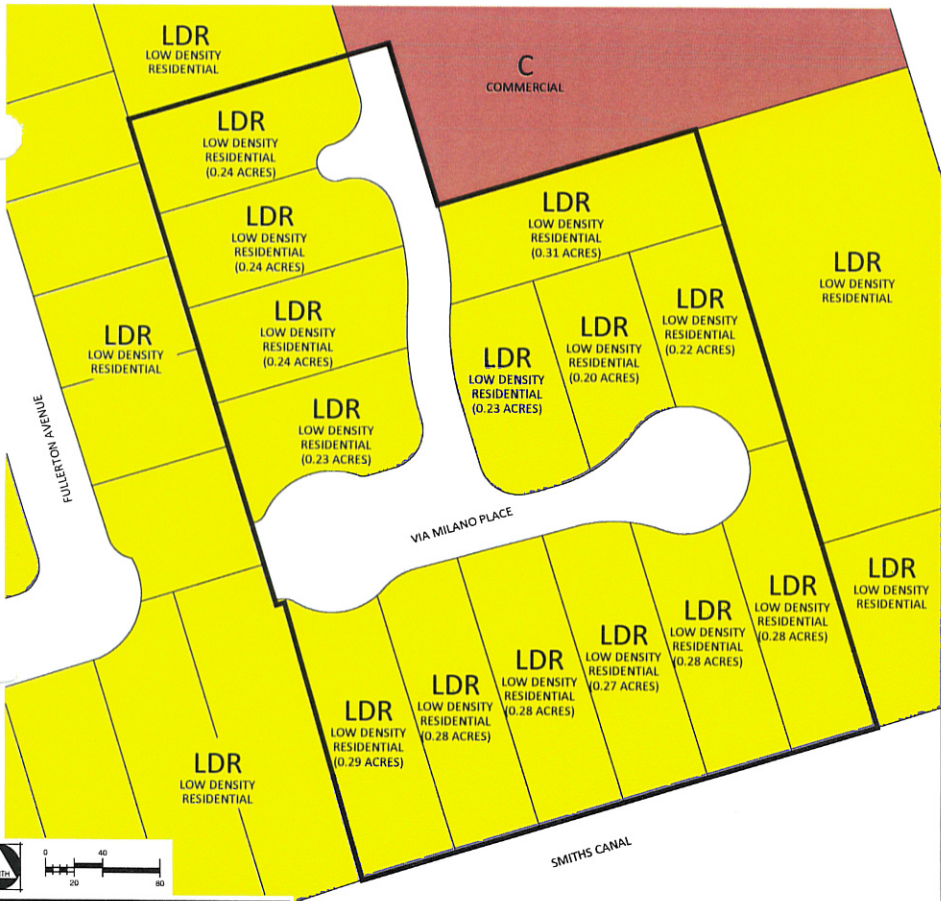 LDR
LOW DENSITY
RESIDENTIAL
C
COMMERCIAL
LDR
LOW DENSITY
RESIDENTIAL
(0.24 ACRES)
LDR
LOW DENSITY
RESIDENTIAL
(0.24 ACRES)
LDR
LOW DENSITY
RESIDENTIAL
(0.31 ACRES)
LDR
LOW DENSITY
RESIDENTIAL
LDR
LOW DENSITY
RESIDENTIAL
LDR
LOW DENSITY
RESIDENTIAL
(0.24 ACRES)
LDR
LOW DENSITY
RESIDENTIAL
(0.23 ACRES)
LDR
LOW DENSITY
RESIDENTIAL
(0.20 ACRES)
LDR
LOW DENSITY
RESIDENTIAL
(0.22 ACRES)
LDR
LOW DENSITY
RESIDENTIAL
(0.23 ACRES)
FULLERTON AVENUE
VIA MILANO PLACE
LDR
LOW DENSITY
RESIDENTIAL
(0.29 ACRES)
LDR
LOW DENSITY
RESIDENTIAL
(0.28 ACRES)
LDR
LOW DENSITY
RESIDENTIAL
(0.28 ACRES)
LDR
LOW DENSITY
RESIDENTIAL
(0.27 ACRES)
LDR
LOW DENSITY
RESIDENTIAL
(0.28 ACRES)
LDR
LOW DENSITY
RESIDENTIAL
(0.28 ACRES)
LDR
LOW DENSITY
RESIDENTIAL
LDR
LOW DENSITY
RESIDENTIAL
SMITHS CANAL
0 40
20 80